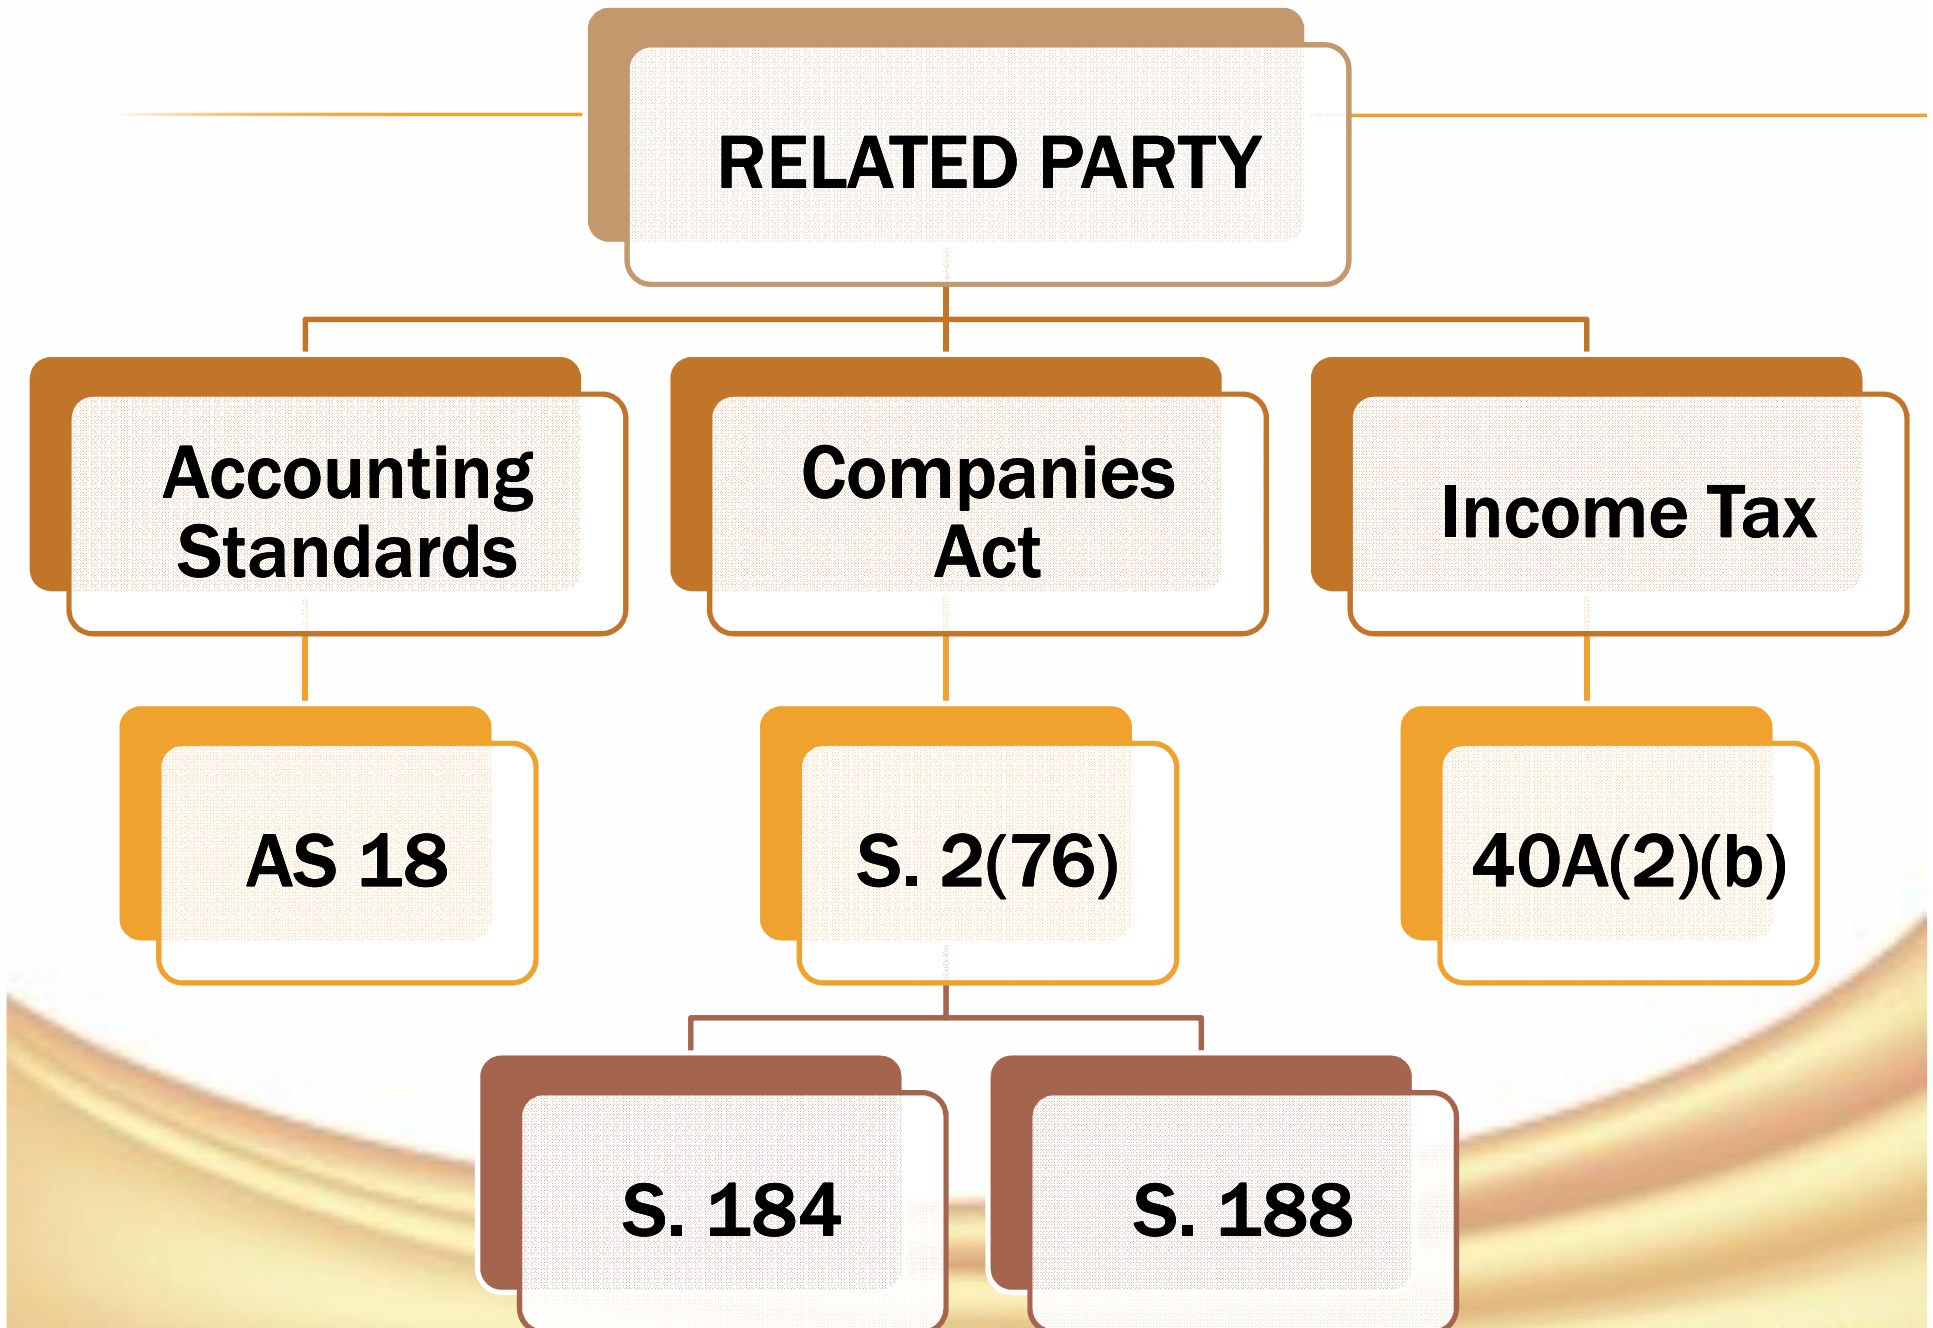 RELATED PARTY
Accounting
Standards
Companies
Act
Income Tax
AS 18
S. 2(76)
40A(2)(b)
S. 184
S. 188